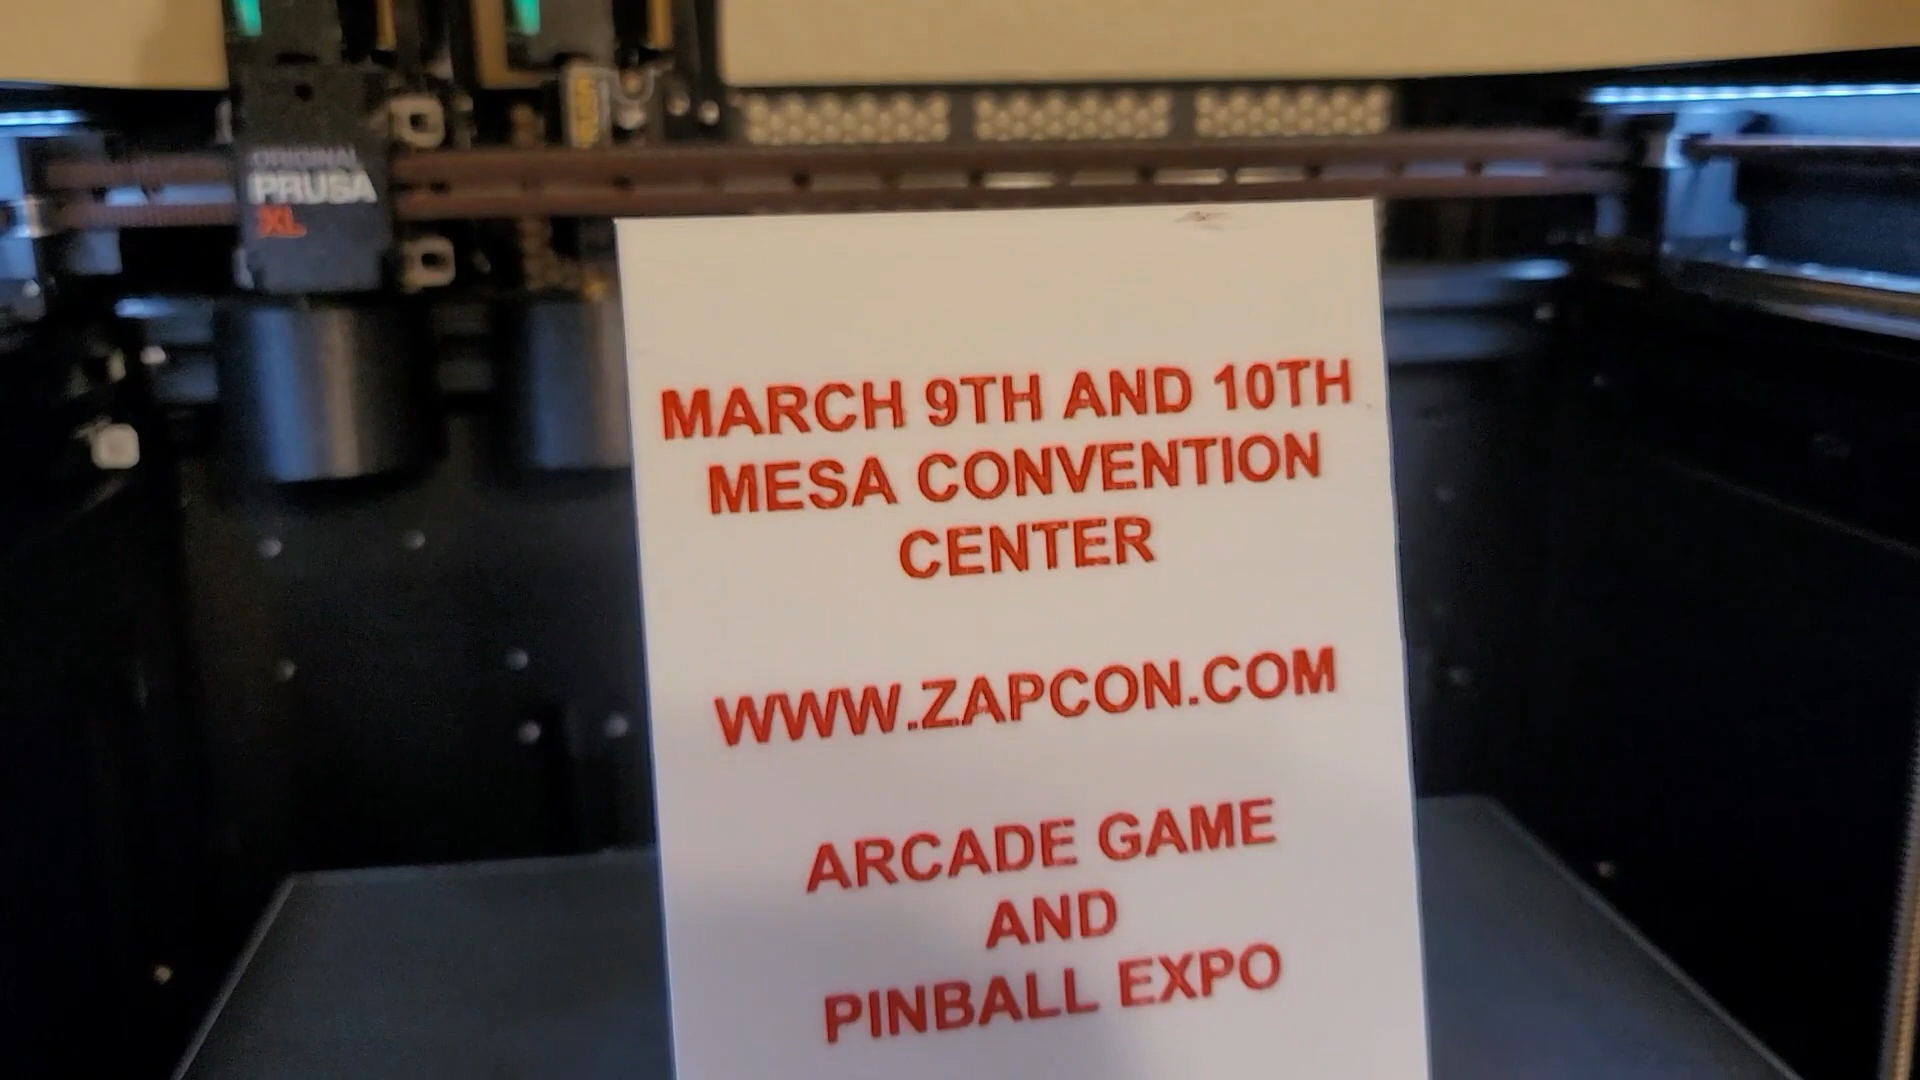 ORIGINAL
PRUSA
XL
MARCH 9TH AND 10TH
MESA CONVENTION
CENTER
WWW.ZAPCON.COM
ARCADE GAME
AND
PINBALL EXPO